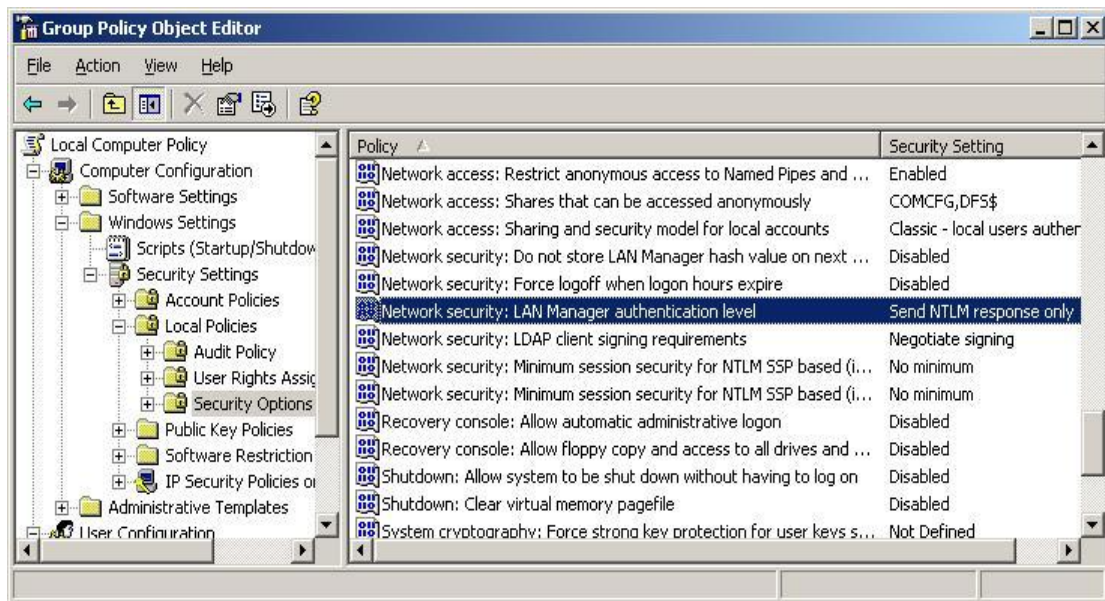 Group Policy Object Editor
File Action View Help
Local Computer Policy
Computer Configuration
Software Settings
Windows Settings
Scripts (Startup/Shutdow
Security Settings
Account Policies
Local Policies
Audit Policy
User Rights Assig
Security Options
Public Key Policies
Software Restriction
IP Security Policies o
Administrative Templates
User Configuration
Policy Security Setting
Network access: Restrict anonymous access to Named Pipes and ... Enabled
Network access: Shares that can be accessed anonymously COMCFG,DFS$
Network access: Sharing and security model for local accounts Classic - local users auther
Network security: Do not store LAN Manager hash value on next ... Disabled
Network security: Force logoff when logon hours expire Disabled
Network security: LAN Manager authentication level Send NTLM response only
Network security: LDAP client signing requirements Negotiate signing
Network security: Minimum session security for NTLM SSP based (i... No minimum
Network security: Minimum session security for NTLM SSP based (i... No minimum
Recovery console: Allow automatic administrative logon Disabled
Recovery console: Allow floppy copy and access to all drives and ... Disabled
Shutdown: Allow system to be shut down without having to log on Disabled
Shutdown: Clear virtual memory pagefile Disabled
System cryptography: Force strong key protection for user keys s... Not Defined